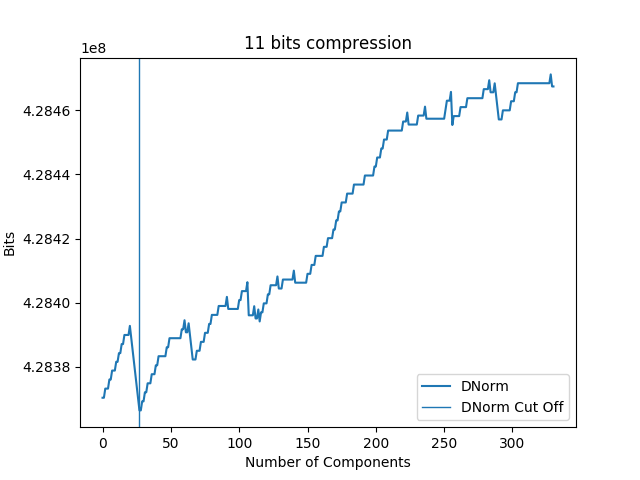 11 bits compression
1e8
4.2846
4.2844
4.2842
4.2840
4.2838
Bits
0 50 100 150 200 250 300
Number of Components
DNorm
DNorm Cut Off